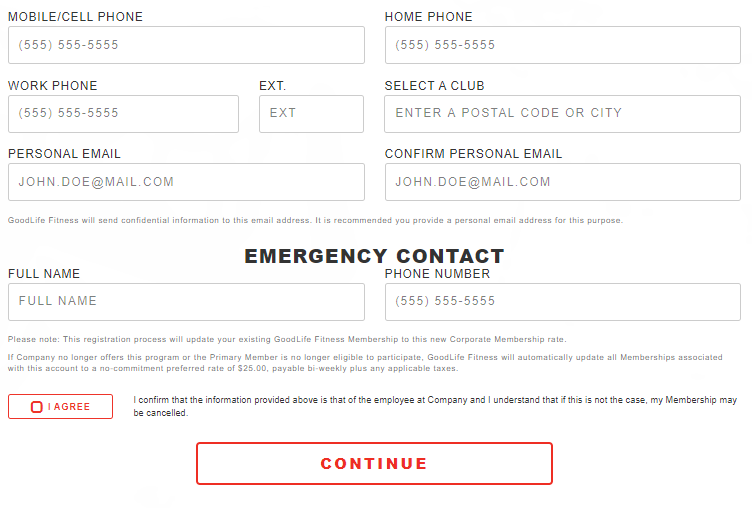 MOBILE/CELL PHONE
HOME PHONE
(555) 555-5555
(555) 555-5555
WORK PHONE
EXT.
SELECT A CLUB
(555) 555-5555
EXT
ENTER A POSTAL CODE OR CITY
PERSONAL EMAIL
CONFIRM PERSONAL EMAIL
JOHN.DOE@MAIL.COM
JOHN.DOE@MAIL.COM
GoodLife Fitness will send confidential information to this email address. It is recommended you provide a personal email address for this purpose.
EMERGENCY CONTACT
FULL NAME
PHONE NUMBER
FULL NAME
(555) 555-5555
Please note: This registration process will update your existing GoodLife Fitness Membership to this new Corporate Membership rate.
If Company no longer offers this program or the Primary Member is no longer eligible to participate, GoodLife Fitness will automatically update all Memberships associated
with this account to a no-commitment preferred rate of $25.00, payable bi-weekly plus any applicable taxes.
I AGREE
I confirm that the information provided above is that of the employee at Company and I understand that if this is not the case, my Membership may
be cancelled.
CONTINUE